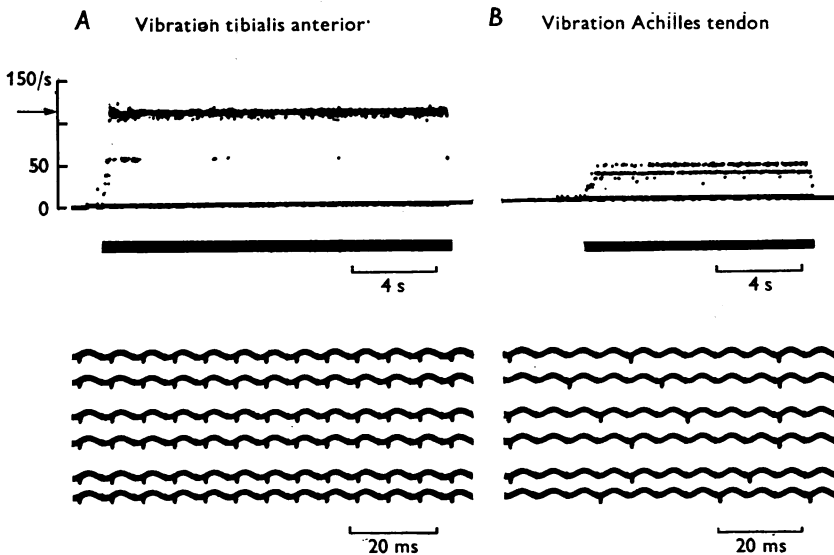 A Vibration tibialis anterior
B Vibration Achilles tendon
150/s
50
0
4 s
4 s
20 ms
20 ms